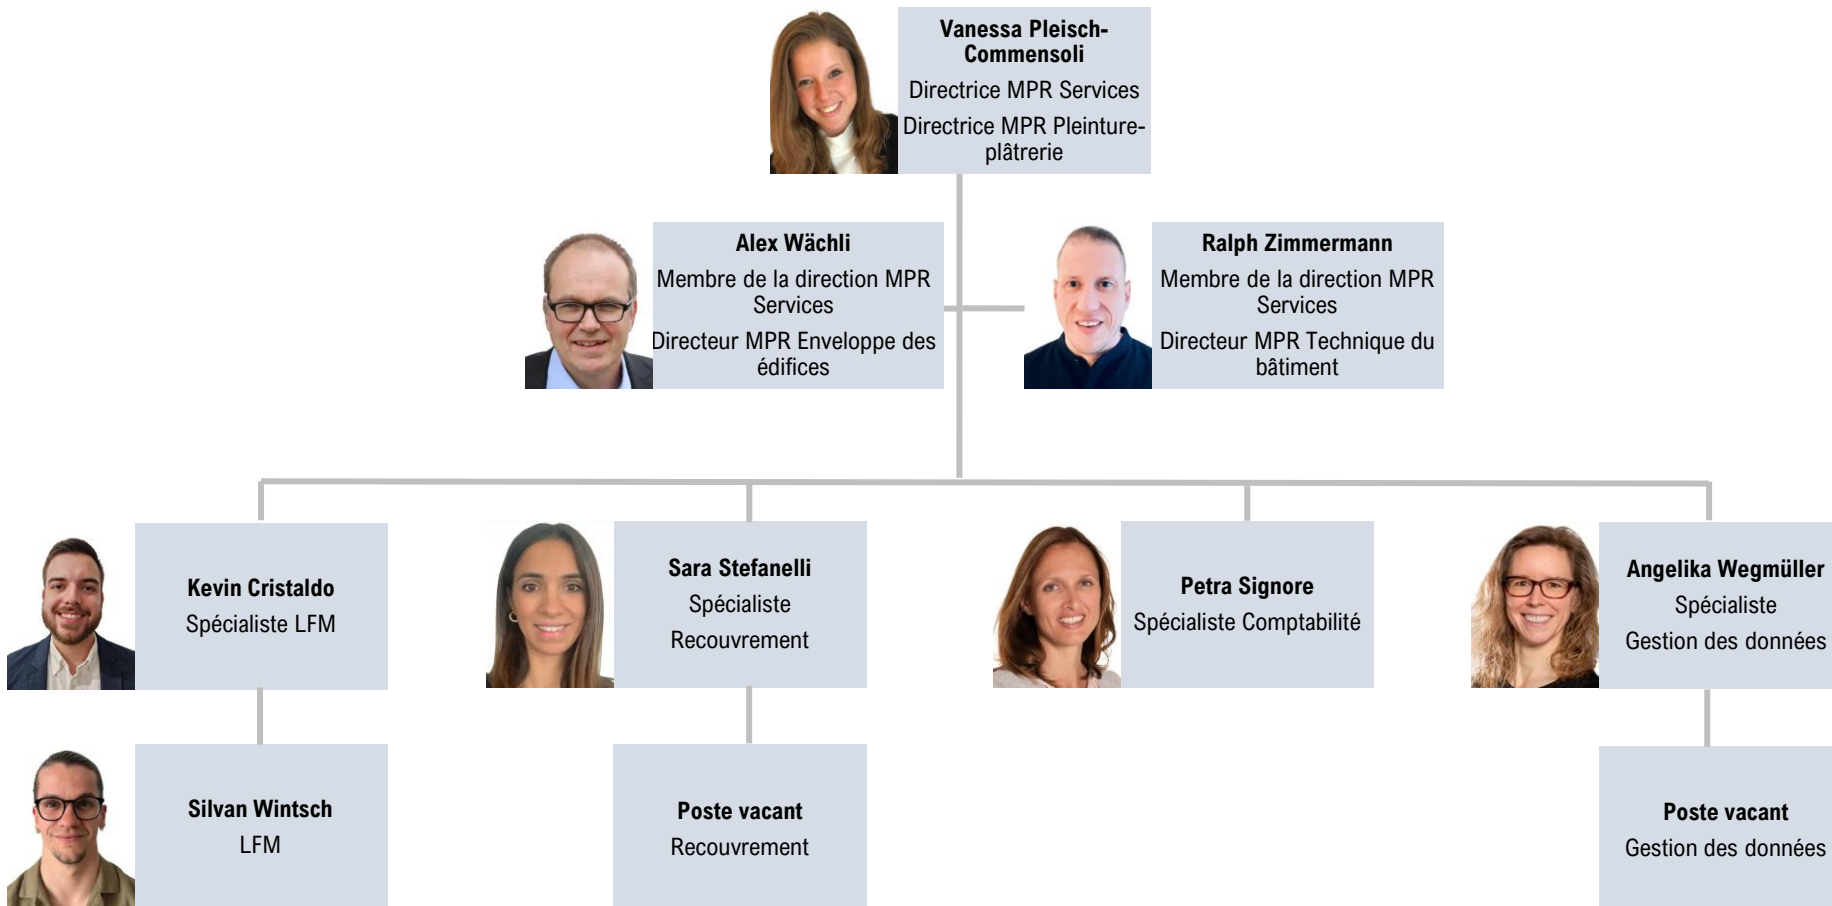 Vanessa Pleisch-
Commensoli
Directrice MPR Services
Directrice MPR Pleinture-
plâtrerie
Alex Wächli
Membre de la direction MPR
Services
Directeur MPR Enveloppe des
édifices
Ralph Zimmermann
Membre de la direction MPR
Services
Directeur MPR Technique du
bâtiment
Kevin Cristaldo
Spécialiste LFM
Sara Stefanelli
Spécialiste
Recouvrement
Petra Signore
Spécialiste Comptabilité
Angelika Wegmüller
Spécialiste
Gestion des données
Silvan Wintsch
LFM
Poste vacant
Recouvrement
Poste vacant
Gestion des données